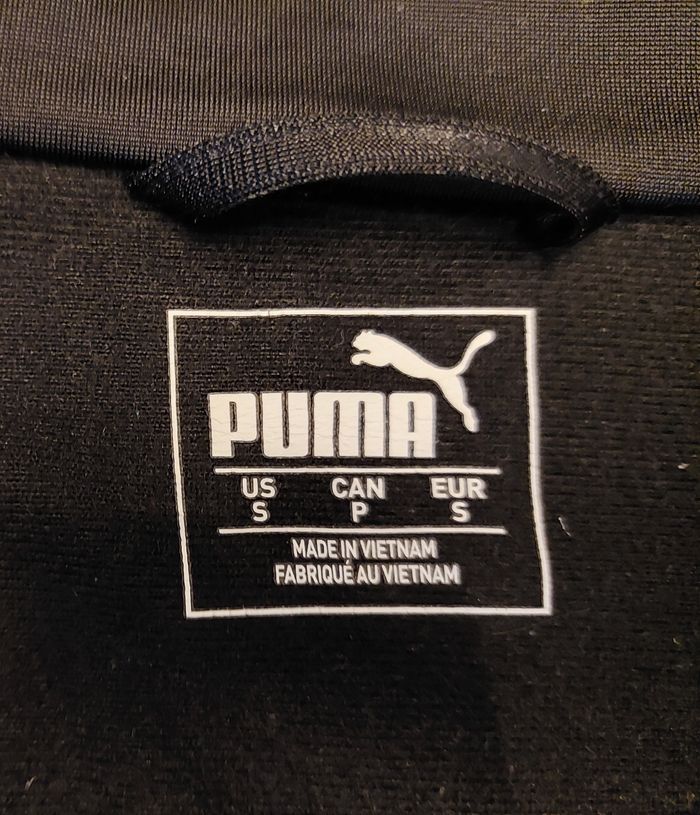 PUMA
US CAN EUR
S P S
MADE IN VIETNAM
FABRIQUÉ AU VIETNAM